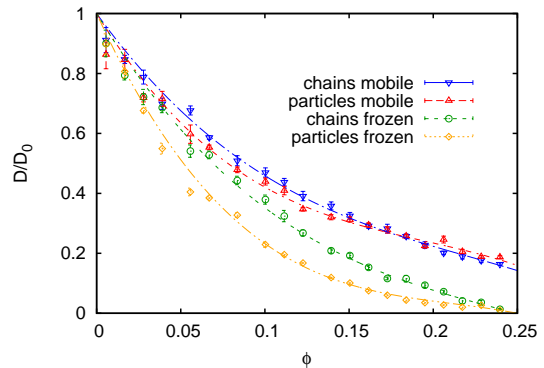 1
0.8
0.6
0.4
0.2
0
D/D0
chains mobile
particles mobile
chains frozen
particles frozen
0 0.05 0.1 0.15 0.2 0.25
ϕ